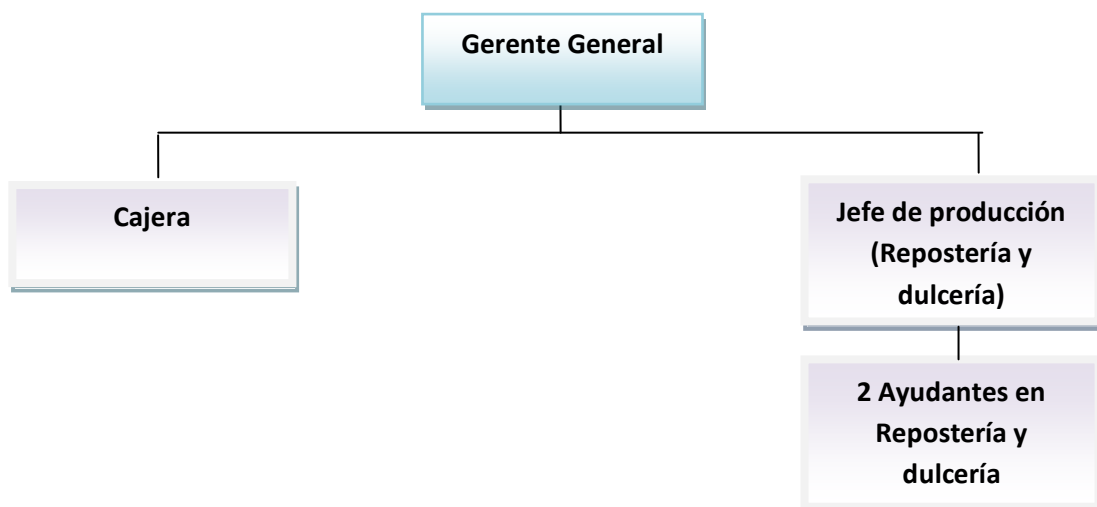 Gerente General
Cajera
Jefe de producción
(Repostería y
dulcería)
2 Ayudantes en
Repostería y
dulcería